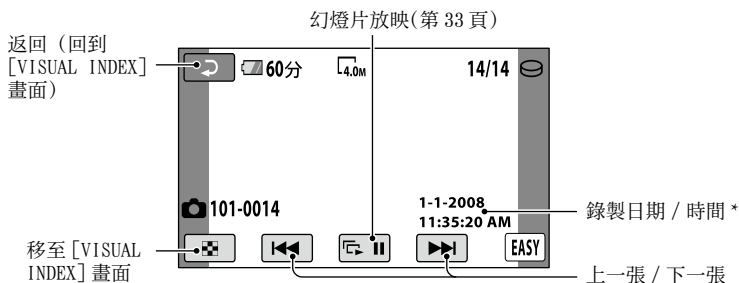 幻燈片放映(第 33 頁)
返回 (回到
[VISUAL INDEX]
畫面)
60分
4.0M
14/14
101-0014
1-1-2008
11:35:20 AM
錄製日期 / 時間 *
EASY
移至 [VISUAL
INDEX] 畫面
上一張 / 下一張